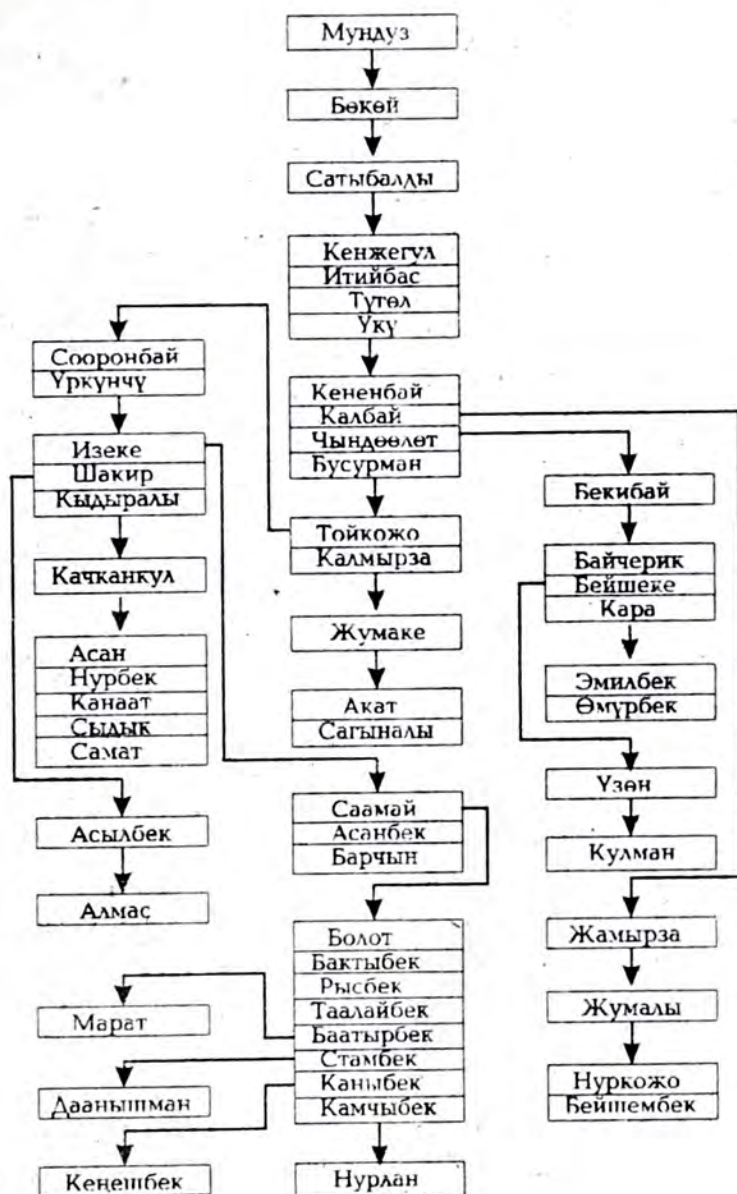 Мундуз
Бөкөй
Сатыбалды
Кенжегул
Итийбас
Түтөл
Укү
Сооронбай
Үркүнчү
Кененбай
Калбай
Чындөөлөт
Бусурман
Изеке
Шакир
Кыдыралы
Бекибай
Тойкожо
Калмырза
Качканкул
Байчерик
Бейшеке
Кара
Жумаке
Асан
Нурбек
Канаат
Сыдык
Самат
Акат
Сагыналы
Эмилбек
Өмүрбек
Үзөн
Саамай
Асанбек
Барчын
Асылбек
Кулман
Алмас
Жамырза
Болот
Бактыбек
Рысбек
Таалайбек
Баатырбек
Стамбек
Каныбек
Камчыбек
Марат
Жумалы
Даанышман
Нуркожо
Бейшембек
Кеңешбек
Нурлан